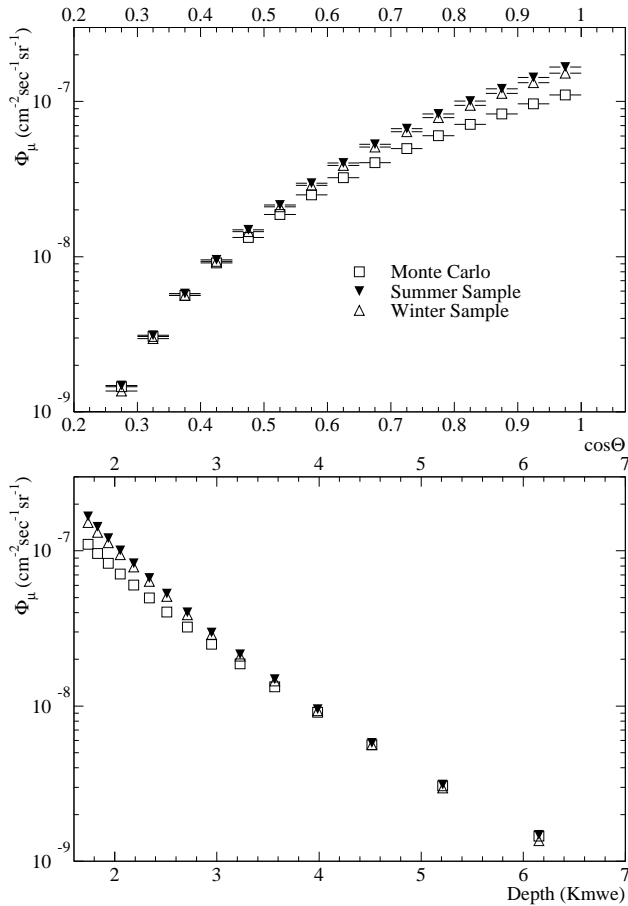 0.2 0.3 0.4 0.5 0.6 0.7 0.8 0.9 1
Φμ (cm⁻²sec⁻¹sr⁻¹)
10⁻⁷
10⁻⁸
10⁻⁹
Monte Carlo
Summer Sample
Winter Sample
0.2 0.3 0.4 0.5 0.6 0.7 0.8 0.9 1
cosΘ
2 3 4 5 6 7
Φμ (cm⁻²sec⁻¹sr⁻¹)
10⁻⁷
10⁻⁸
10⁻⁹
2 3 4 5 6 7
Depth (Kmwe)